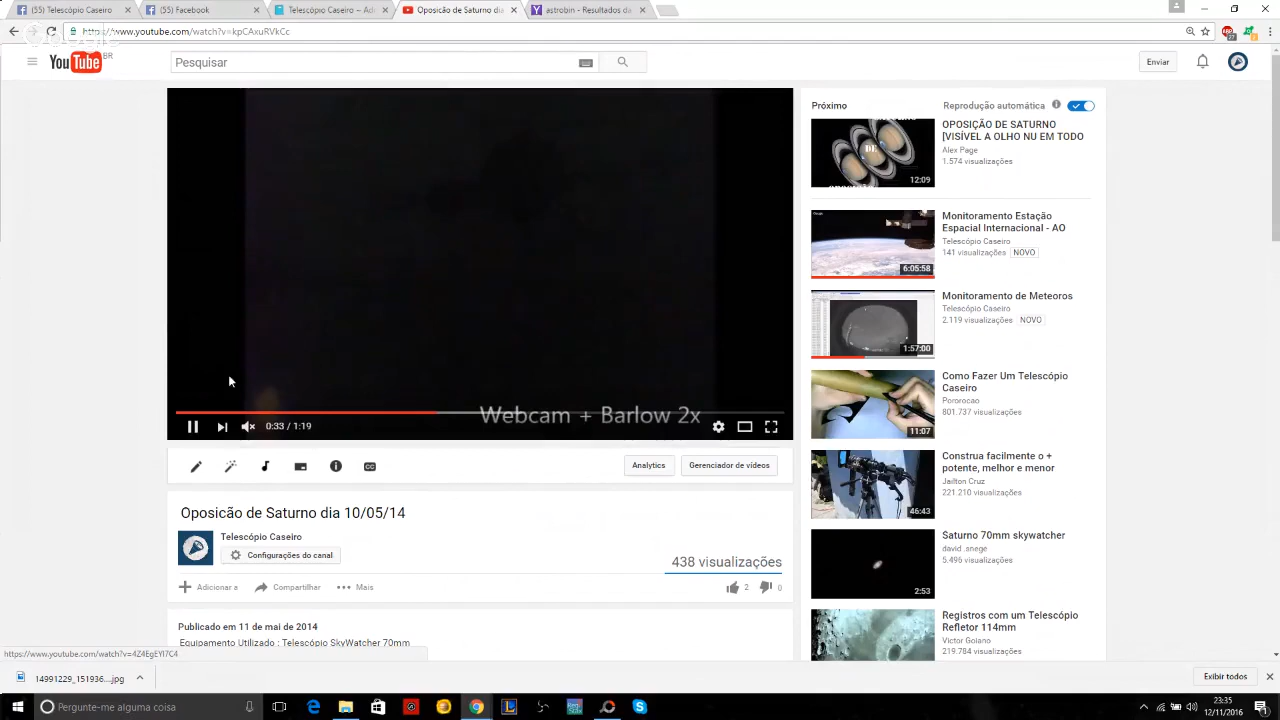 (55) Telescópio Caseiro
(55) Facebook
Telescópio Caseiro ~ Ad
Oposicão de Saturno dia
astrobin - Resultados da
https://www.youtube.com/watch?v=kpCAxuRVkCc
YouTube BR
Pesquisar
Enviar
Webcam + Barlow 2x
0:33 / 1:19
Analytics
Gerenciador de vídeos
Oposicão de Saturno dia 10/05/14
Telescópio Caseiro
Configurações do canal
438 visualizações
Adicionar a
Compartilhar
Mais
2
0
Publicado em 11 de mai de 2014
Equipamento Utilizado : Telescópio SkyWatcher 70mm
https://www.youtube.com/watch?v=4Z4EgEYI7C4
Próximo
Reprodução automática
OPOSIÇÃO DE SATURNO
[VISÍVEL A OLHO NU EM TODO
Alex Page
1.574 visualizações
DE
12:09
Monitoramento Estação
Espacial Internacional - AO
Telescópio Caseiro
141 visualizações NOVO
6:05:58
Monitoramento de Meteoros
Telescópio Caseiro
2.119 visualizações NOVO
1:57:00
Como Fazer Um Telescópio
Caseiro
Pororocao
801.737 visualizações
11:07
Construa facilmente o +
potente, melhor e menor
Jailton Cruz
221.210 visualizações
46:43
Saturno 70mm skywatcher
david .snege
5.496 visualizações
2:53
Registros com um Telescópio
Refletor 114mm
Victor Goiano
219.784 visualizações
14991229_151936....jpg
Exibir todos
Pergunte-me alguma coisa
23:35
12/11/2016